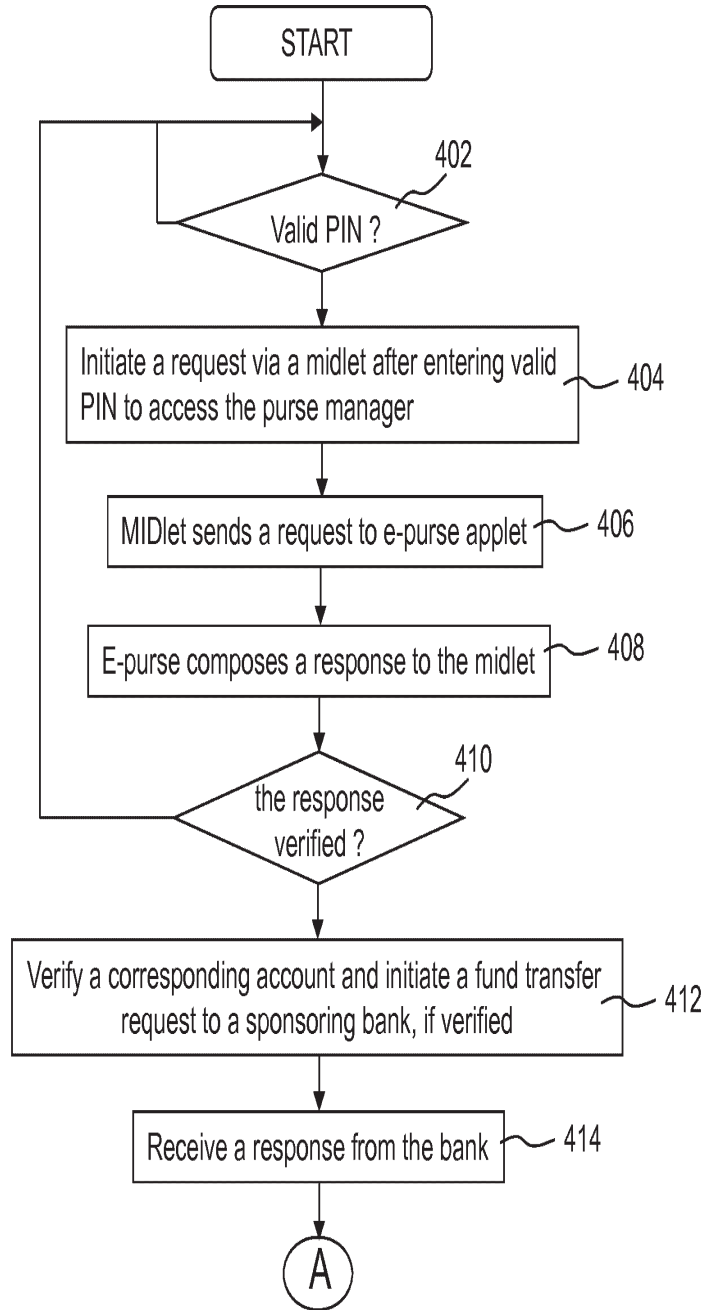 START
402
Valid PIN ?
Initiate a request via a midlet after entering valid
PIN to access the purse manager
404
MIDlet sends a request to e-purse applet
406
E-purse composes a response to the midlet
408
410
the response
verified ?
Verify a corresponding account and initiate a fund transfer
request to a sponsoring bank, if verified
412
Receive a response from the bank
414
A